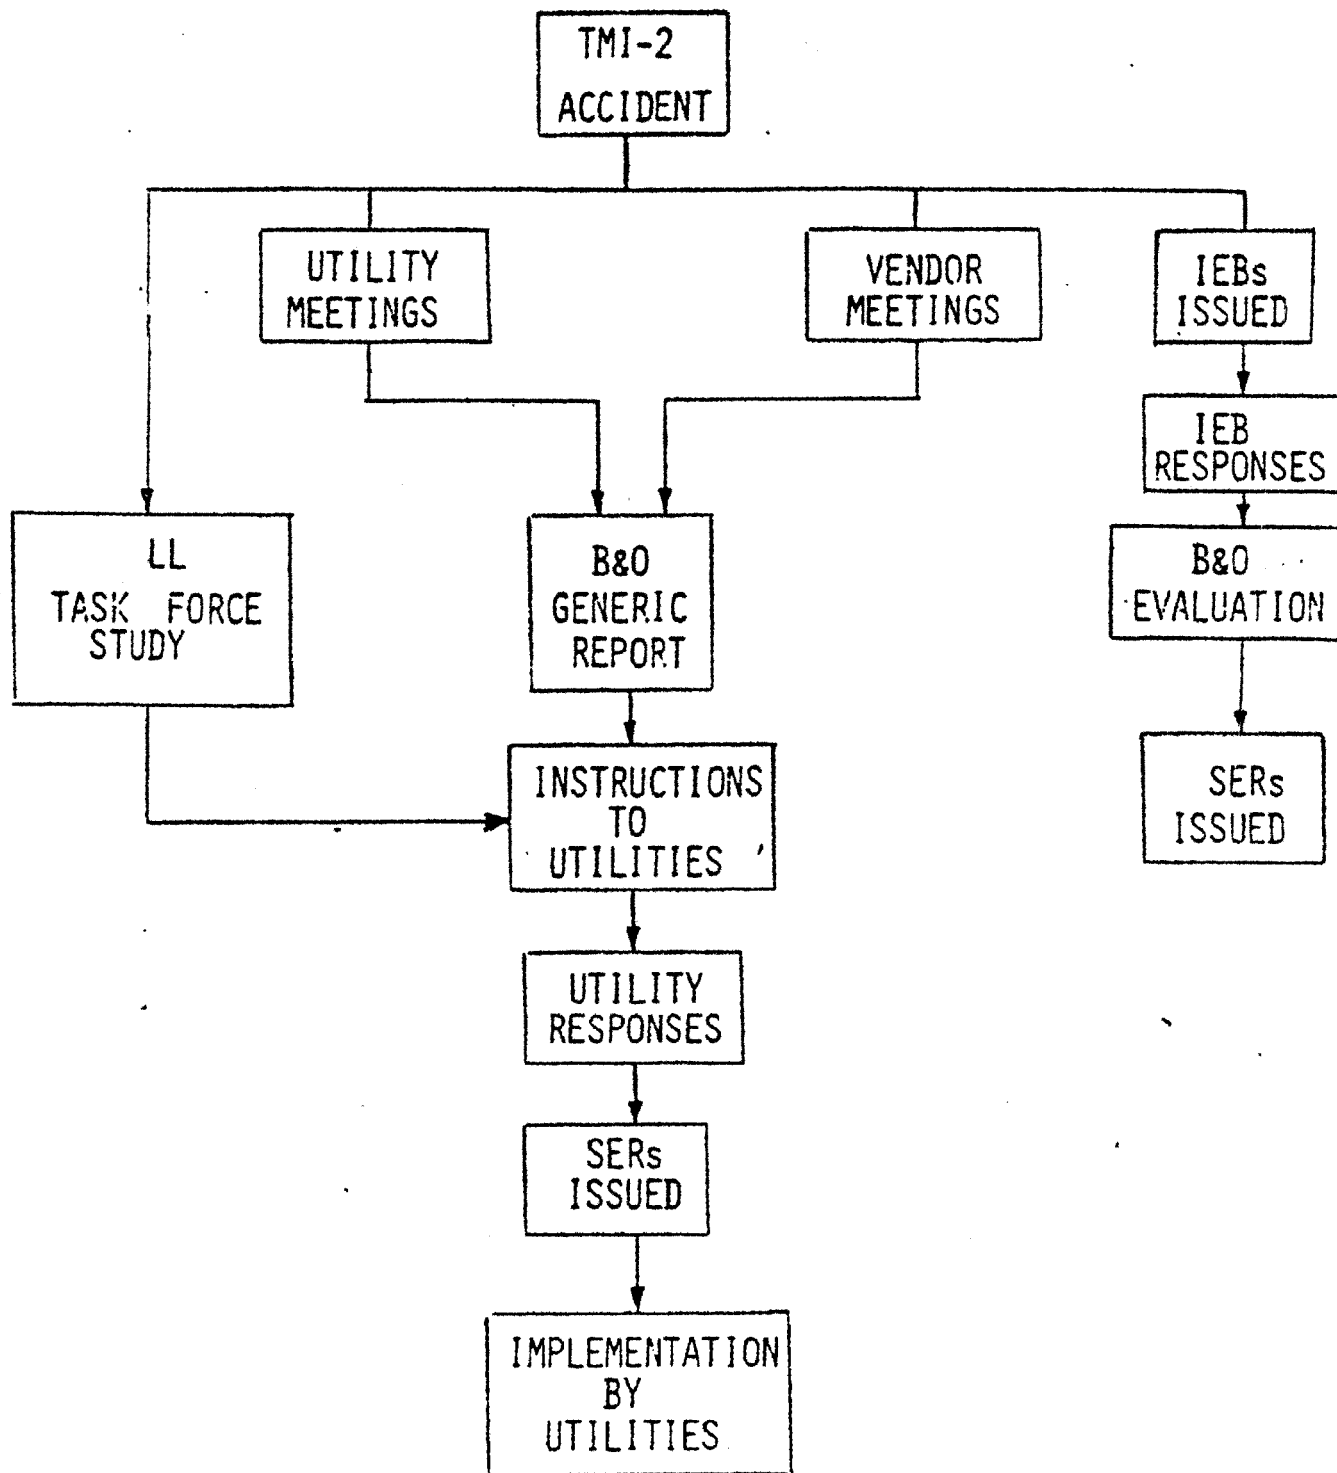 TMI-2
ACCIDENT
UTILITY
MEETINGS
VENDOR
MEETINGS
IEBs
ISSUED
IEB
RESPONSES
LL
TASK FORCE
STUDY
B&O
GENERIC
REPORT
B&O
EVALUATION
INSTRUCTIONS
TO
UTILITIES
SERs
ISSUED
UTILITY
RESPONSES
SERs
ISSUED
IMPLEMENTATION
BY
UTILITIES